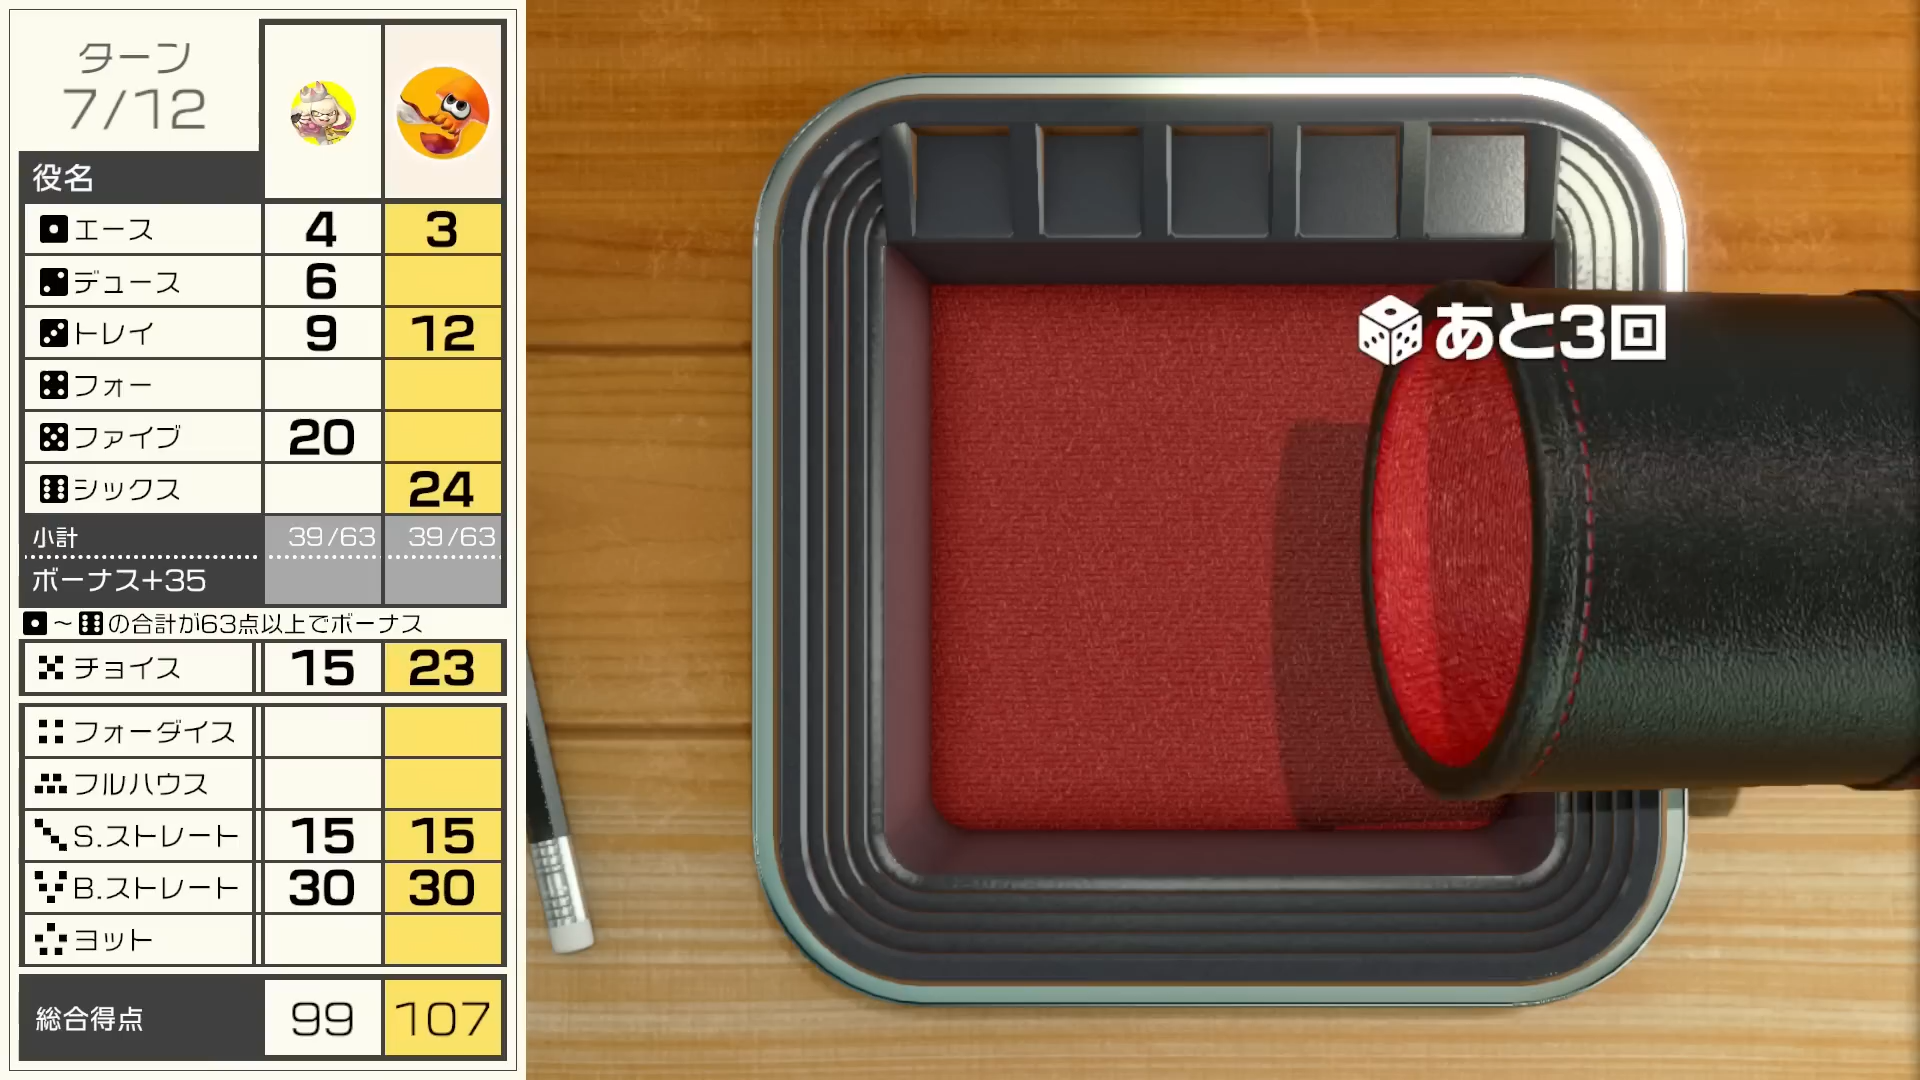 ターン
7/12
役名
エース 4 3
デュース 6
トレイ 9 12
フォー
ファイブ 20
シックス 24
小計 39/63 39/63
ボーナス+35
~の合計が63点以上でボーナス
チョイス 15 23
フォーダイス
フルハウス
S.ストレート 15 15
B.ストレート 30 30
ヨット
総合得点 99 107
あと3回